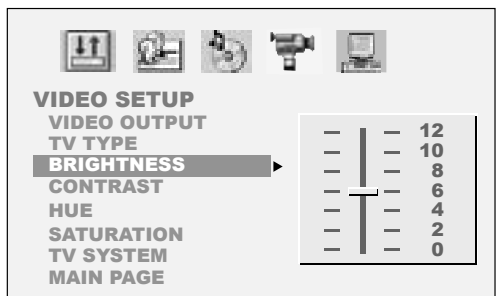 VIDEO SETUP
VIDEO OUTPUT
TV TYPE
BRIGHTNESS
CONTRAST
HUE
SATURATION
TV SYSTEM
MAIN PAGE
12
10
8
6
4
2
0